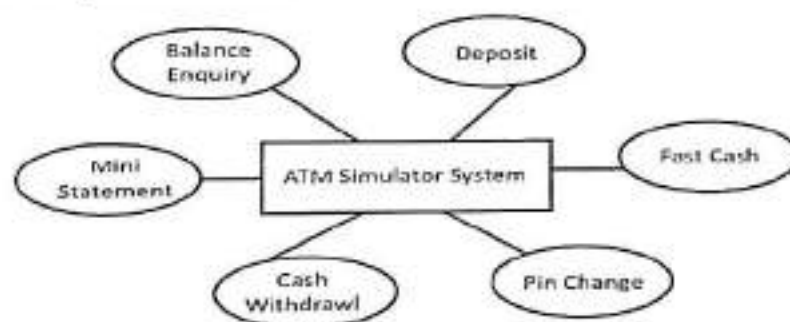 Balance
Enquiry
Deposit
Mini
Statement
ATM Simulator System
Fast Cash
Cash
Withdrawl
Pin Change